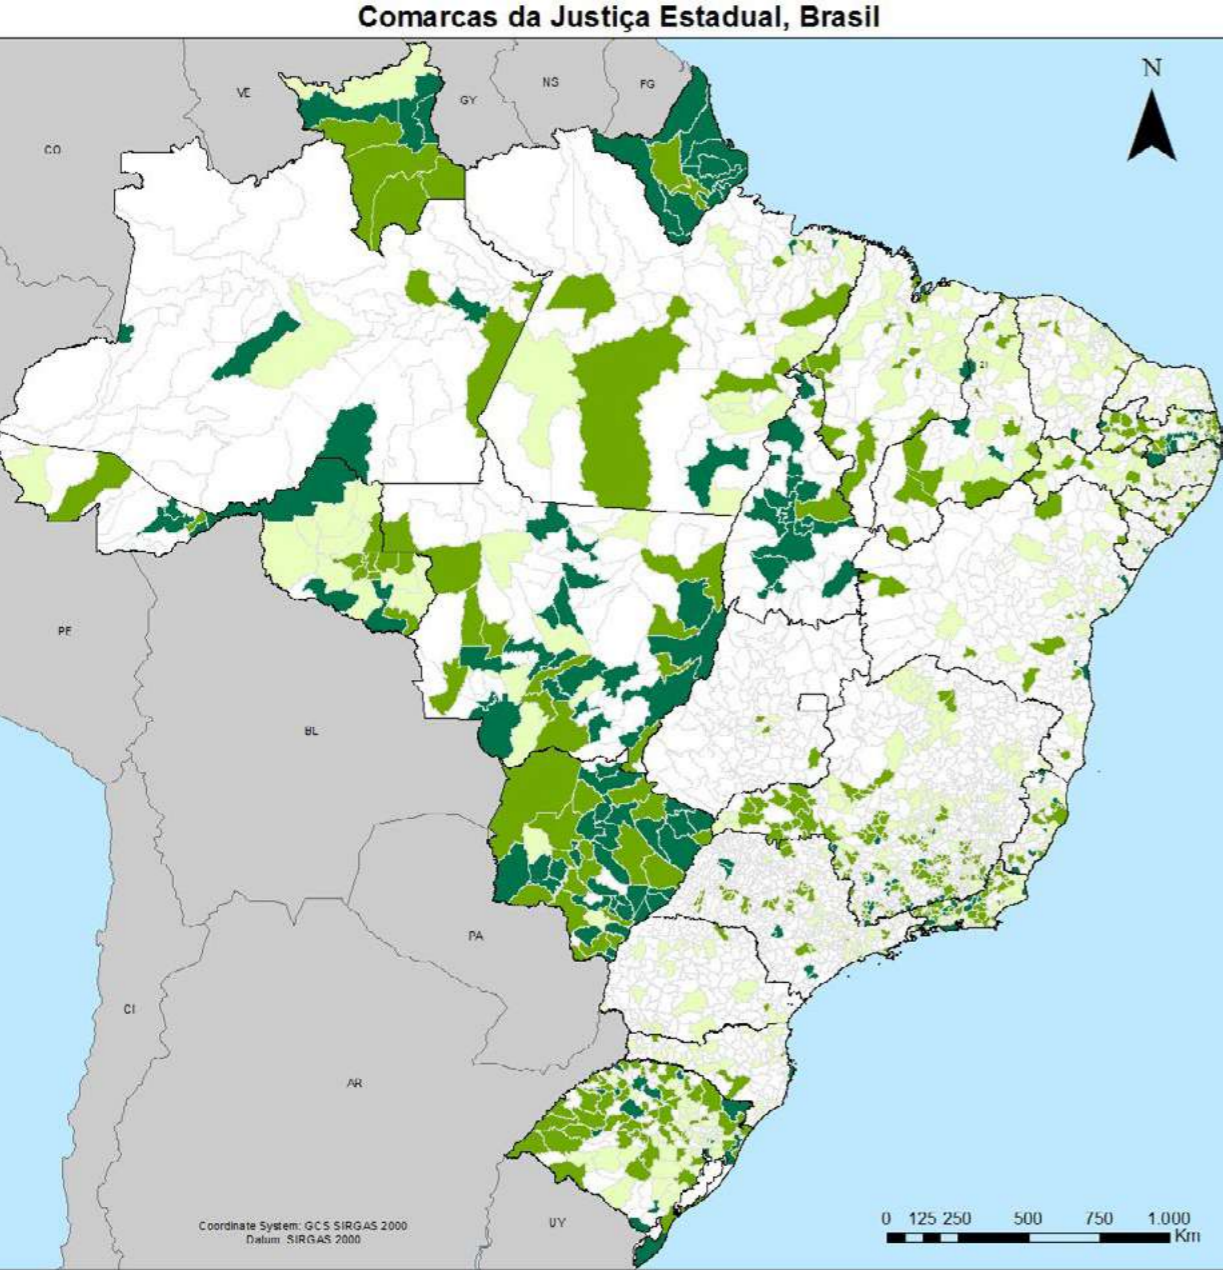 Comarcas da Justiça Estadual, Brasil
N
VE
GY
NS
FG
CO
PE
BL
PA
CI
AR
UY
Coordinate System: GCS SIRGAS 2000
Datum: SIRGAS 2000
0 125 250 500 750 1.000
Km